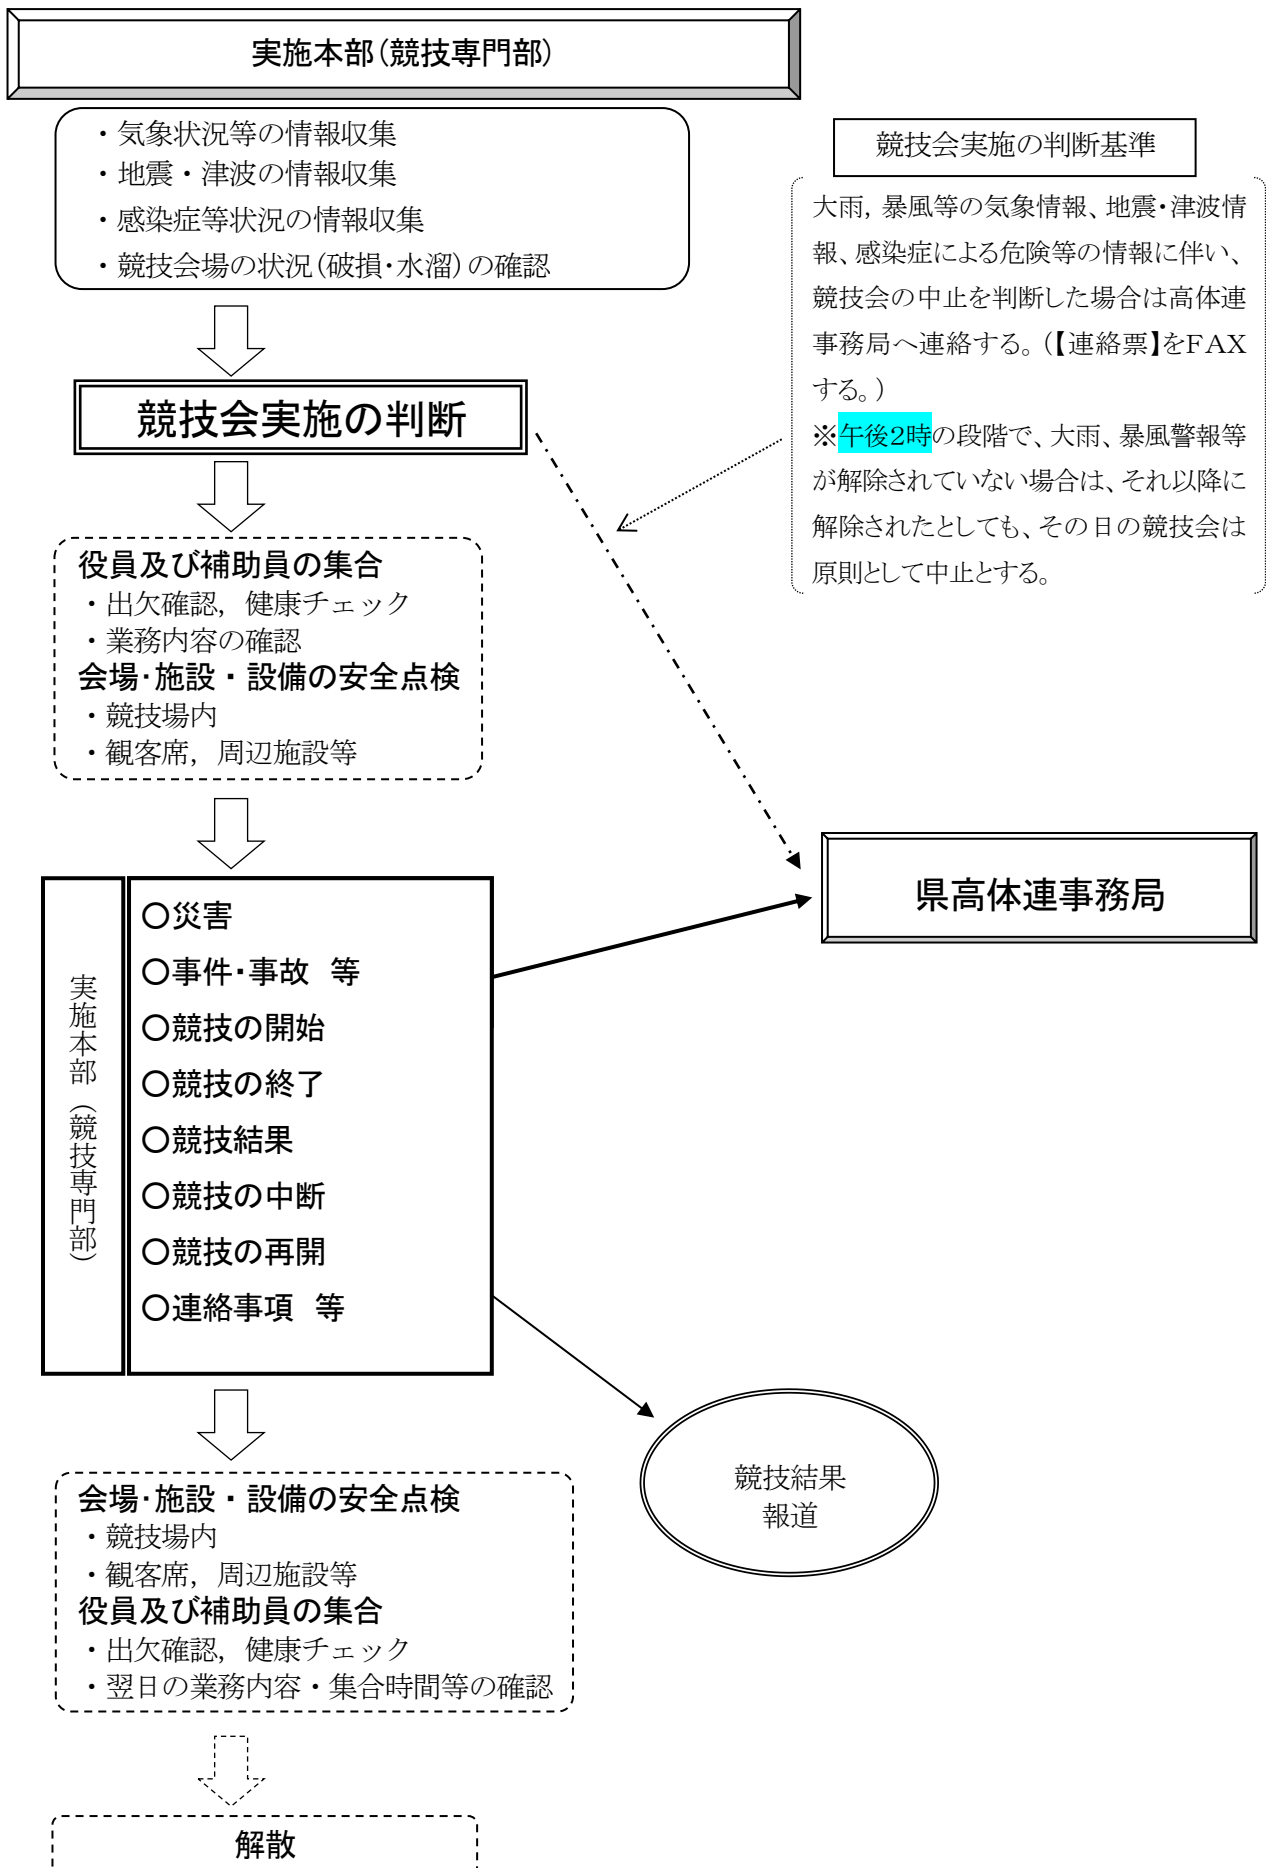 実施本部（競技専門部）
・気象状況等の情報収集
・地震・津波の情報収集
・感染症等状況の情報収集
・競技会場の状況（破損・水溜）の確認
競技会実施の判断基準
大雨，暴風等の気象情報、地震・津波情
報、感染症による危険等の情報に伴い、
競技会の中止を判断した場合は高体連
事務局へ連絡する。（【連絡票】をFAX
する。）
※午後2時の段階で、大雨、暴風警報等
が解除されていない場合は、それ以降に
解除されたとしても、その日の競技会は
原則として中止とする。
競技会実施の判断
役員及び補助員の集合
・出欠確認，健康チェック
・業務内容の確認
会場・施設・設備の安全点検
・競技場内
・観客席，周辺施設等
県高体連事務局
実施本部（競技専門部）
〇災害
〇事件・事故　等
〇競技の開始
〇競技の終了
〇競技結果
〇競技の中断
〇競技の再開
〇連絡事項　等
競技結果
報道
会場・施設・設備の安全点検
・競技場内
・観客席，周辺施設等
役員及び補助員の集合
・出欠確認，健康チェック
・翌日の業務内容・集合時間等の確認
解散